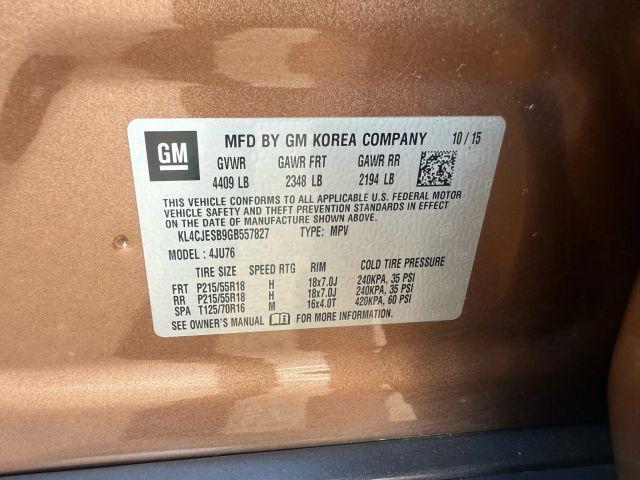 GM
MFD BY GM KOREA COMPANY 10 / 15
GVWR GAWR FRT GAWR RR
4409 LB 2348 LB 2194 LB
THIS VEHICLE CONFORMS TO ALL APPLICABLE U.S. FEDERAL MOTOR
VEHICLE SAFETY AND THEFT PREVENTION STANDARDS IN EFFECT
ON THE DATE OF MANUFACTURE SHOWN ABOVE.
KL4CJESB9GB557827 TYPE: MPV
MODEL : 4JU76
TIRE SIZE SPEED RTG RIM COLD TIRE PRESSURE
FRT P215/55R18 H 18x7.0J 240KPA, 35 PSI
RR P215/55R18 H 18x7.0J 240KPA, 35 PSI
SPA T125/70R16 M 16x4.0T 420KPA, 60 PSI
SEE OWNER'S MANUAL FOR MORE INFORMATION.